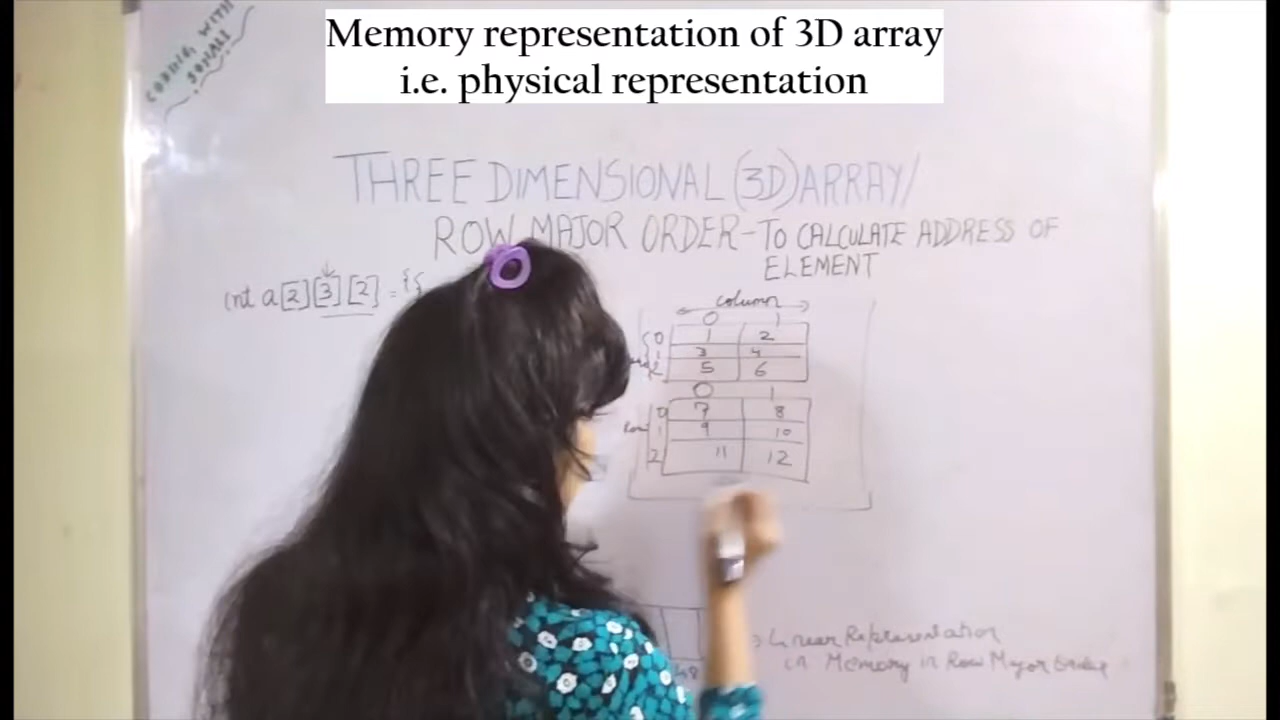 Memory representation of 3D array
i.e. physical representation
CODING WITH
SONALI
THREE DIMENSIONAL (3D) ARRAY/
ROW MAJOR ORDER-TO CALCULATE ADDRESS OF
ELEMENT
int a[2][3][2] = {{
column
0 1
0 1 2
1 3 4
2 5 6
0 1
0 7 8
Row 1 9 10
2 11 12
Linear Representation
in Memory in Row Major Order